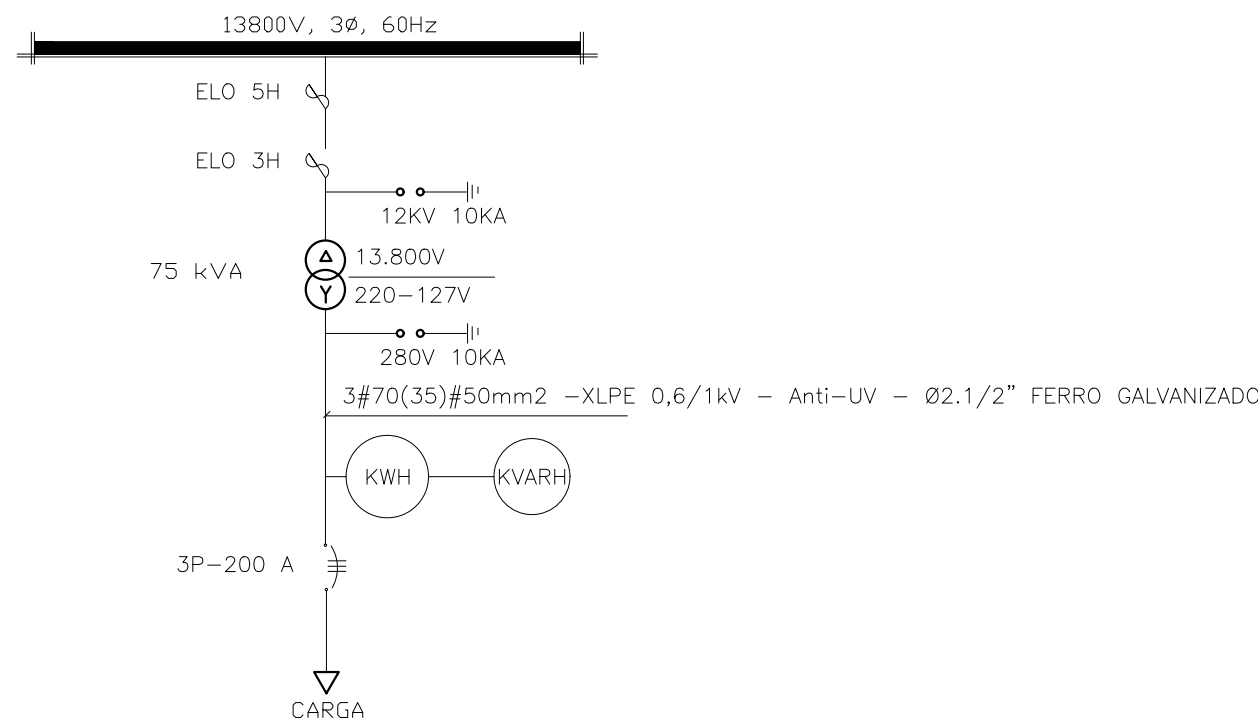 13800V, 3Ø, 60Hz
ELO 5H
ELO 3H
12KV 10KA
75 kVA
Δ
13.800V
Y
220-127V
280V 10KA
3#70(35)#50mm2 -XLPE 0,6/1kV - Anti-UV - Ø2.1/2" FERRO GALVANIZADO
KWH
KVARH
3P-200 A
CARGA